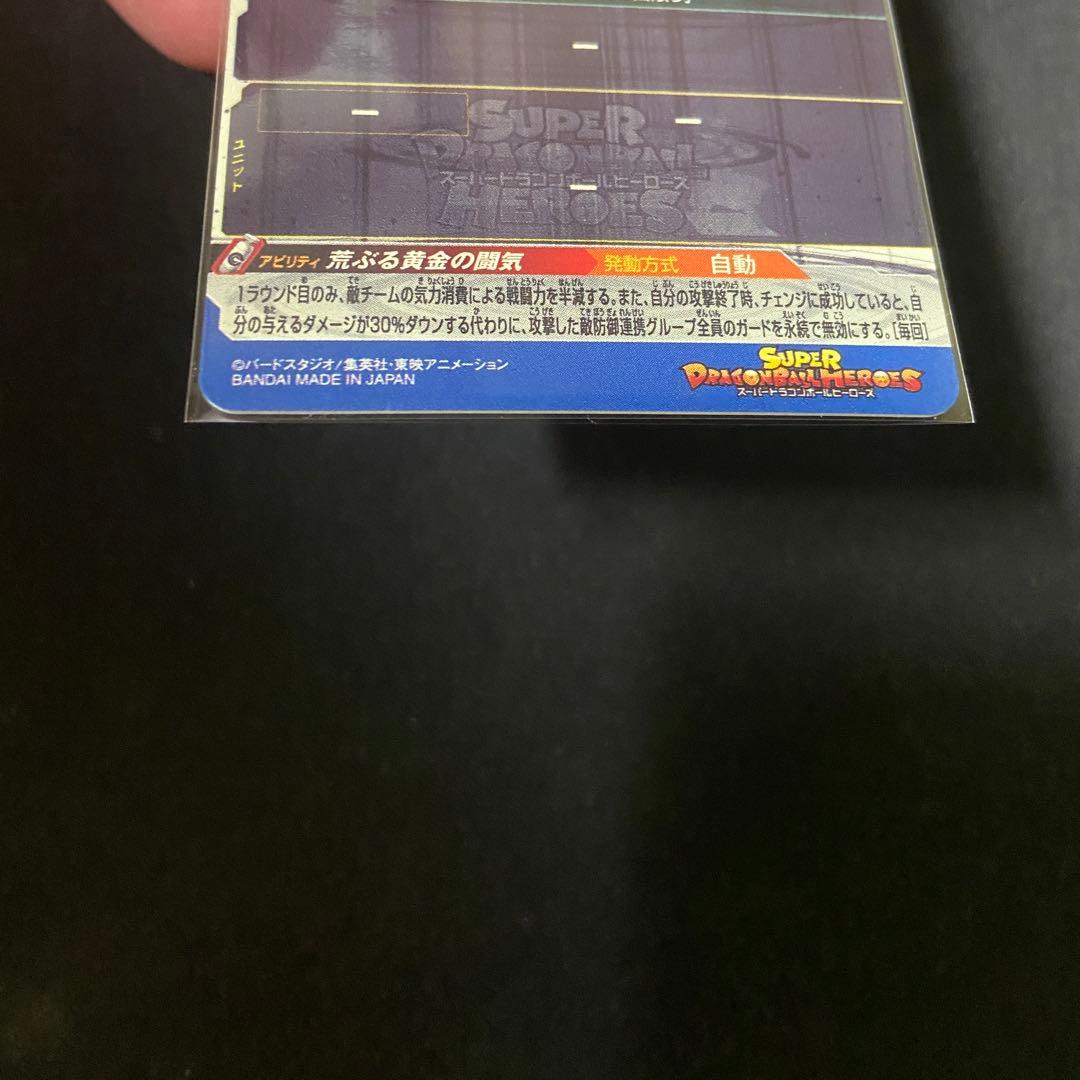 ー
ー
ー
SUPER
DRAGONBALL
スーパードラゴンボールヒーローズ
ー
HEROES
ユニット
アビリティ 荒ぶる黄金の闘気 発動方式 自動
1ラウンド目のみ、敵チームの気力消費による戦闘力を半減する。また、自分の攻撃終了時、チェンジに成功していると、自
分の与えるダメージが30%ダウンする代わりに、攻撃した敵防御連携グループ全員のガードを永続で無効にする。[毎回]
©バードスタジオ/集英社・東映アニメーション
BANDAI MADE IN JAPAN
SUPER
DRAGONBALL HEROES
スーパードラゴンボールヒーローズ